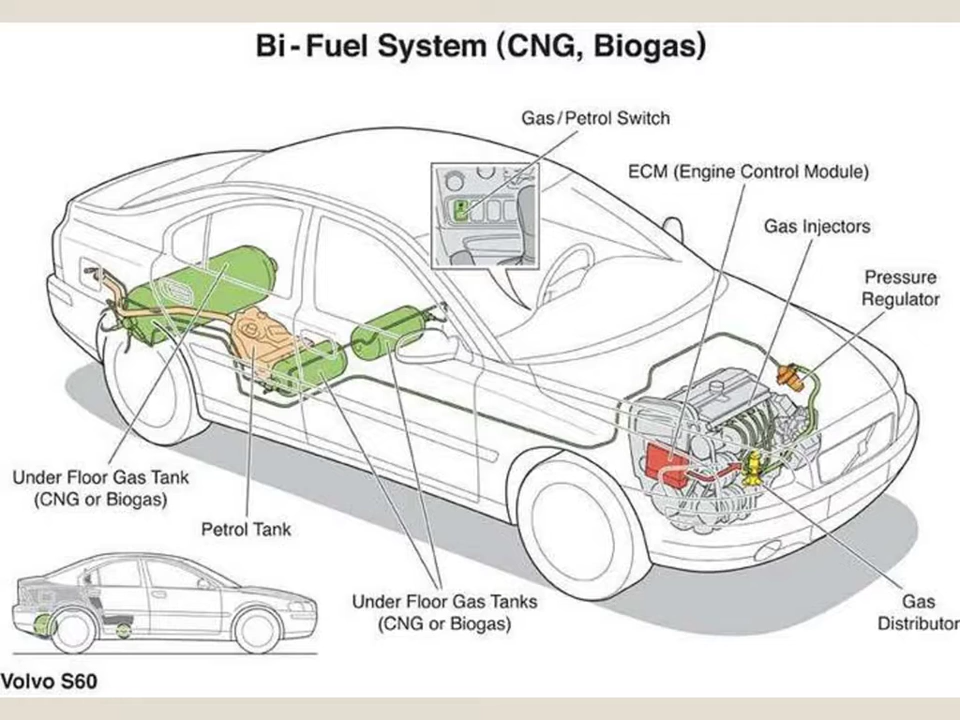 Bi-Fuel System (CNG, Biogas)
Gas/Petrol Switch
ECM (Engine Control Module)
Gas Injectors
Pressure
Regulator
Under Floor Gas Tank
(CNG or Biogas)
Petrol Tank
Under Floor Gas Tanks
(CNG or Biogas)
Gas
Distributor
Volvo S60